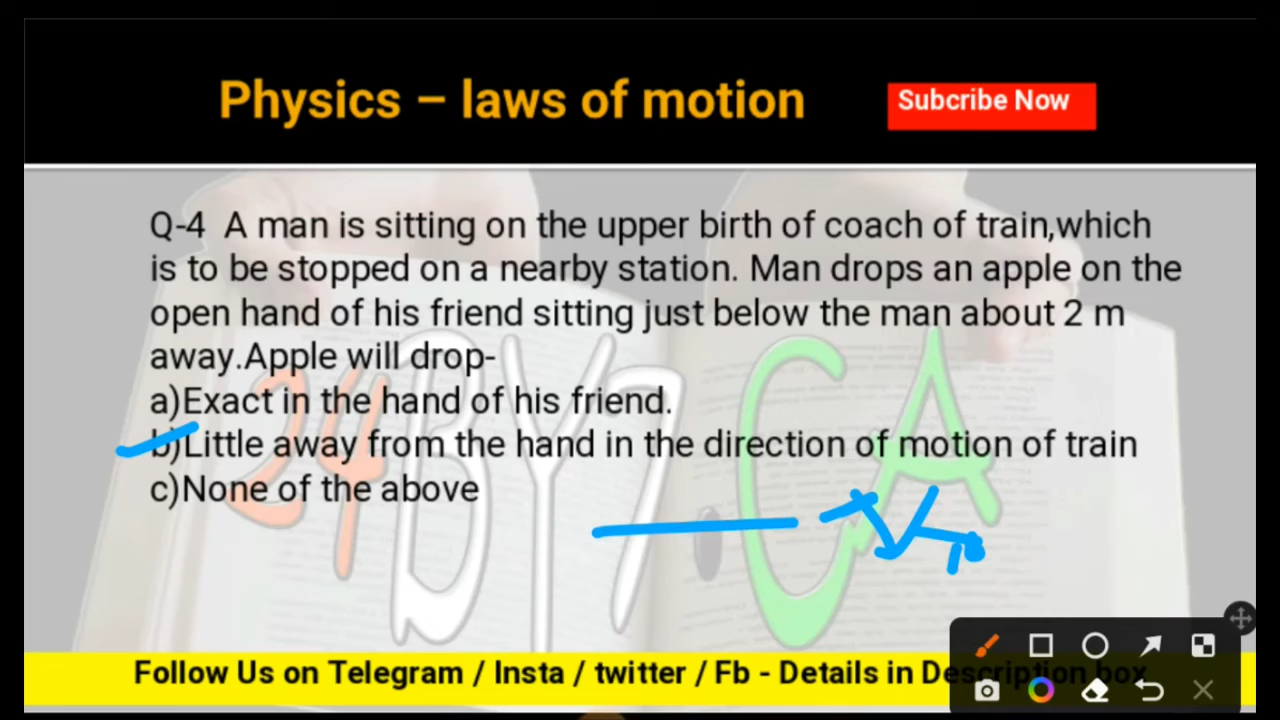 Physics – laws of motion
Subcribe Now
Q-4 A man is sitting on the upper birth of coach of train,which
is to be stopped on a nearby station. Man drops an apple on the
open hand of his friend sitting just below the man about 2 m
away.Apple will drop-
a)Exact in the hand of his friend.
b)Little away from the hand in the direction of motion of train
c)None of the above
24BY7.CA
Follow Us on Telegram / Insta / twitter / Fb - Details in Description box